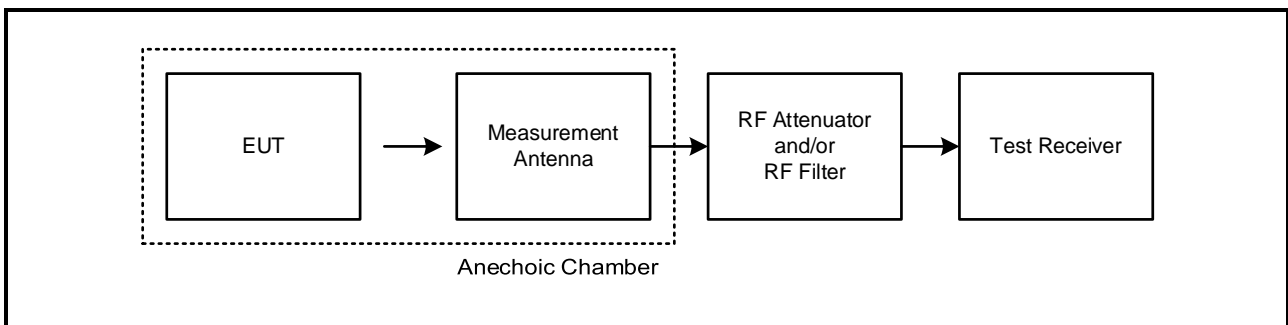 EUT
Measurement
Antenna
RF Attenuator
and/or
RF Filter
Test Receiver
Anechoic Chamber